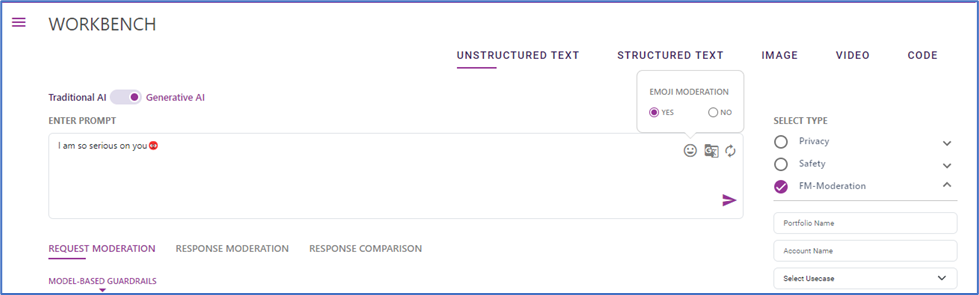 WORKBENCH
UNSTRUCTURED TEXT STRUCTURED TEXT IMAGE VIDEO CODE
EMOJI MODERATION
YES NO
Traditional AI Generative AI
ENTER PROMPT
I am so serious on you
SELECT TYPE
Privacy
Safety
FM-Moderation
Portfolio Name
Account Name
Select Usecase
REQUEST MODERATION RESPONSE MODERATION RESPONSE COMPARISON
MODEL-BASED GUARDRAILS